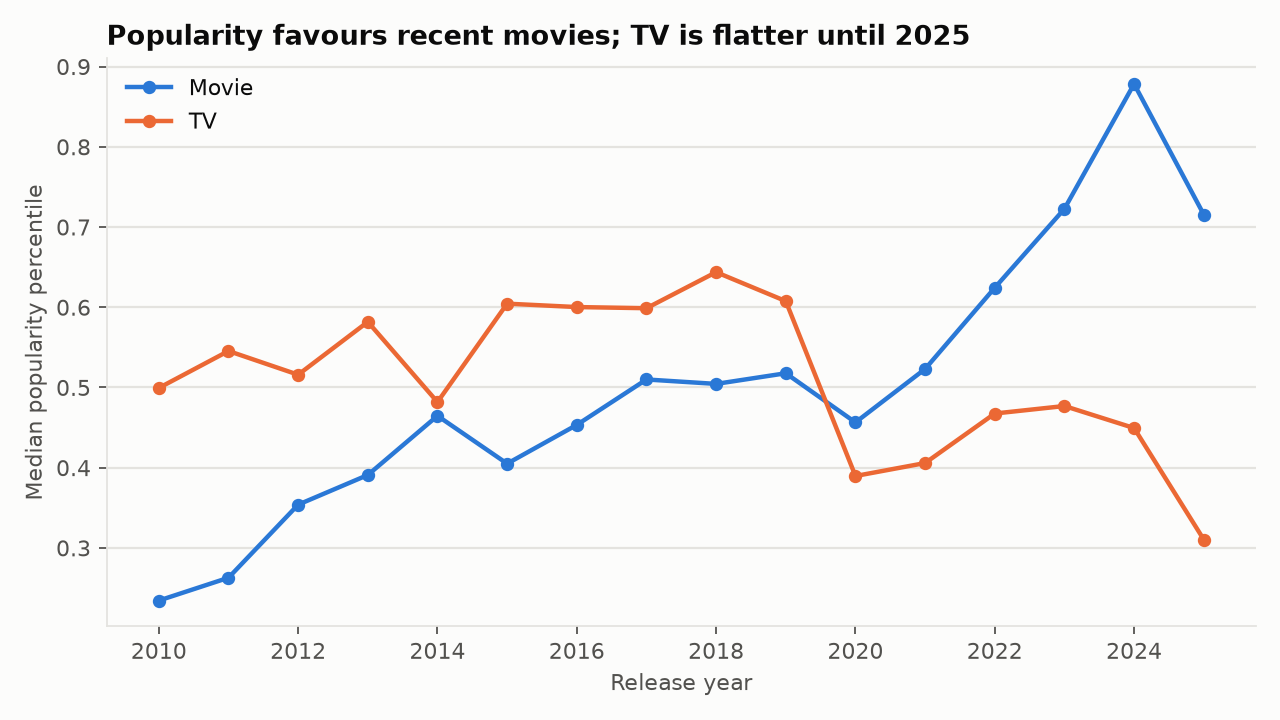 Popularity favours recent movies; TV is flatter until 2025
Movie
TV
Median popularity percentile
0.9
0.8
0.7
0.6
0.5
0.4
0.3
2010 2012 2014 2016 2018 2020 2022 2024
Release year